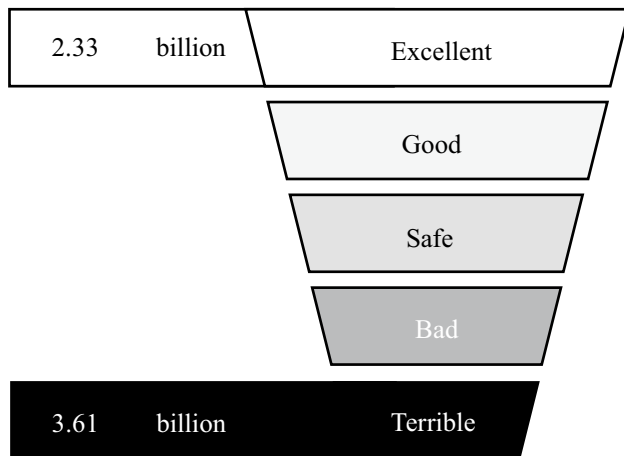 2.33 billion Excellent
Good
Safe
Bad
3.61 billion Terrible